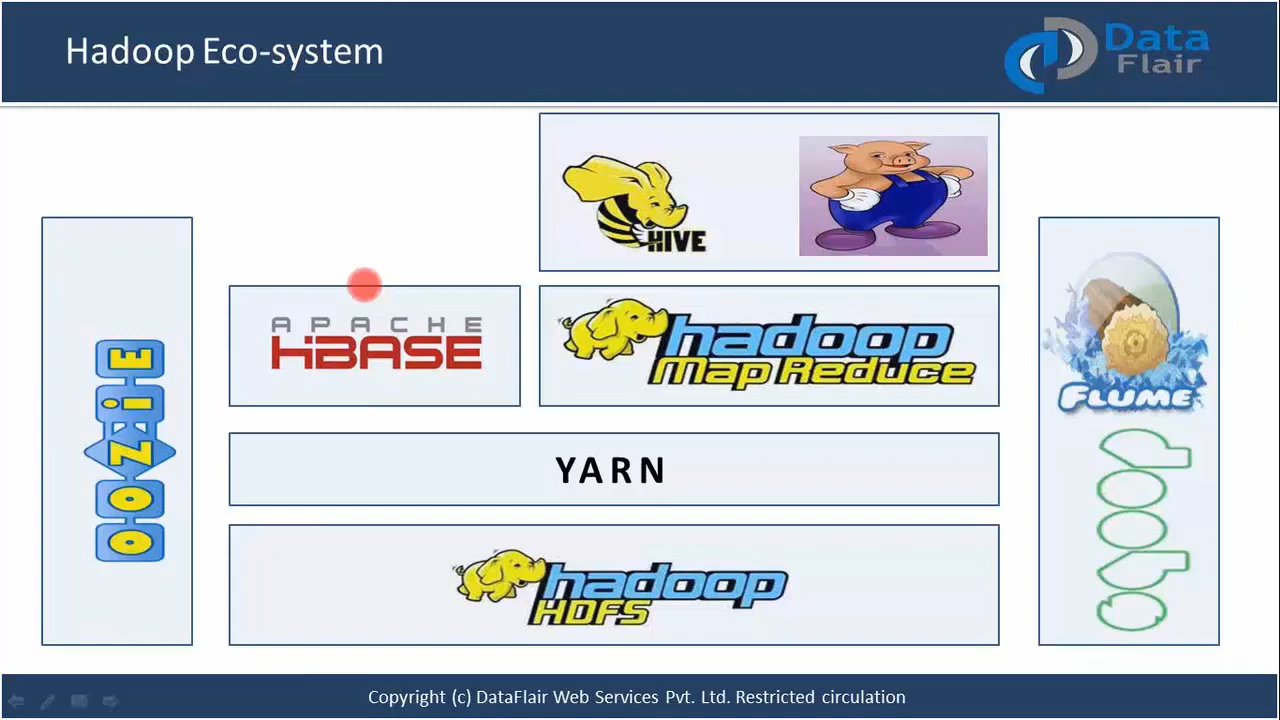 Hadoop Eco-system
Data
Flair
HIVE
APACHE
HBASE
hadoop
Map Reduce
FLUME
oozie
YARN
sqoop
hadoop
HDFS
Copyright (c) DataFlair Web Services Pvt. Ltd. Restricted circulation